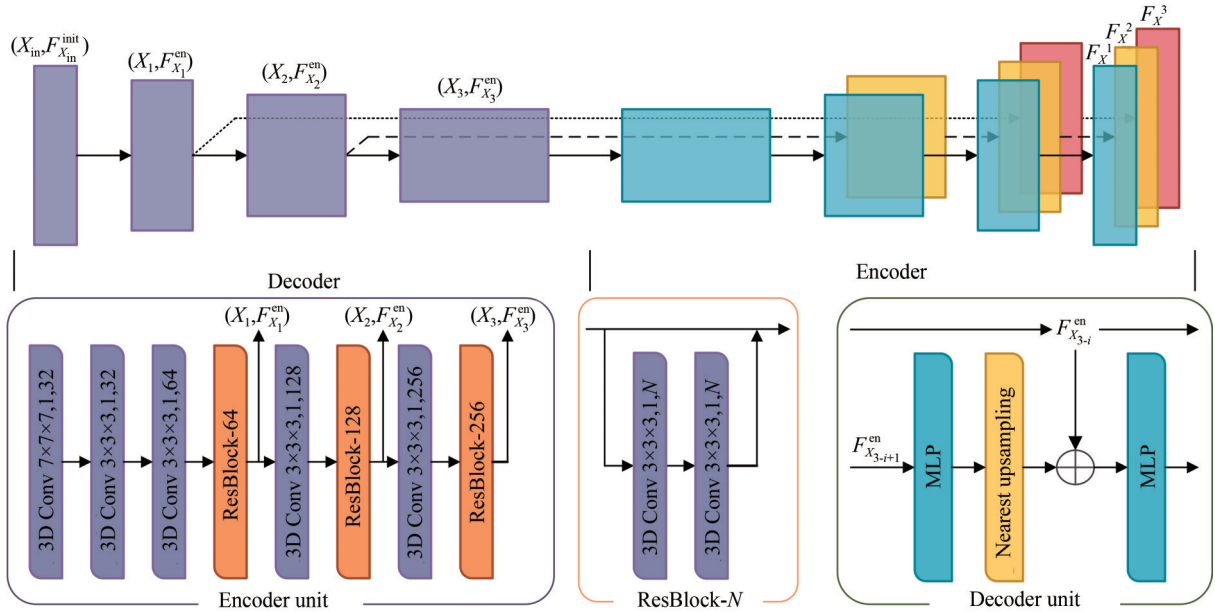 (X_in, F_{X_in}^init)
(X_1, F_{X_1}^en)
(X_2, F_{X_2}^en)
(X_3, F_{X_3}^en)
F_X^1
F_X^2
F_X^3
Decoder
Encoder
(X_1, F_{X_1}^en)
(X_2, F_{X_2}^en)
(X_3, F_{X_3}^en)
3D Conv 7×7×7,1,32
3D Conv 3×3×3,1,32
3D Conv 3×3×3,1,64
ResBlock-64
3D Conv 3×3×3,1,128
ResBlock-128
3D Conv 3×3×3,1,256
ResBlock-256
Encoder unit
3D Conv 3×3×3,1,N
3D Conv 3×3×3,1,N
ResBlock-N
F_{X_{3-i}}^en
F_{X_{3-i+1}}^en
MLP
Nearest upsampling
MLP
Decoder unit